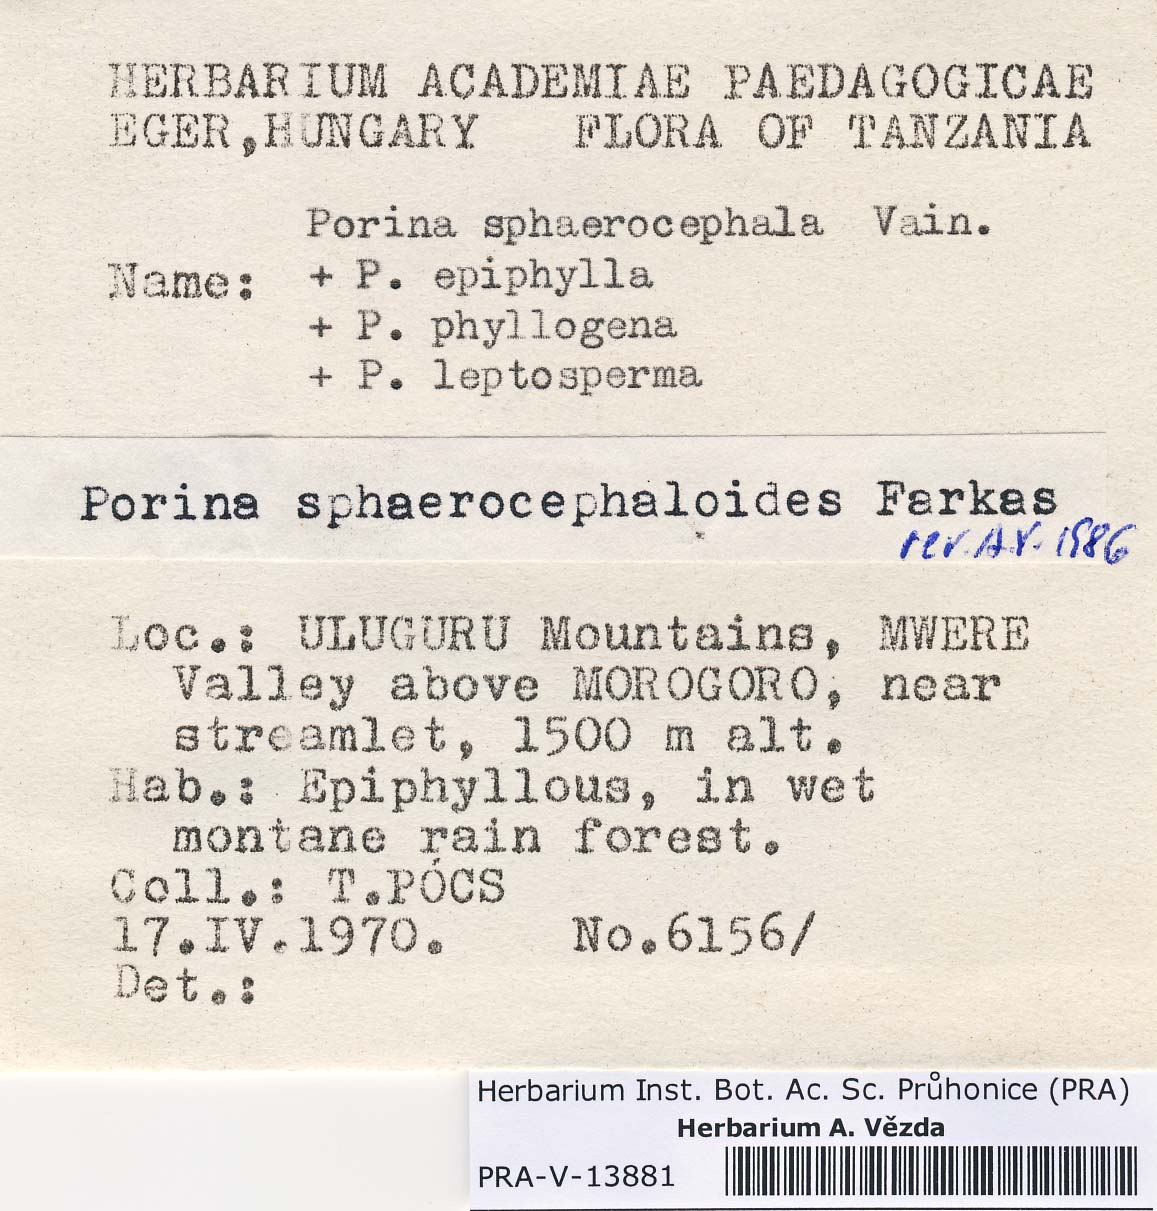 HERBARIUM ACADEMIAE PAEDAGOGICAE
EGER,HUNGARY FLORA OF TANZANIA
Porina sphaerocephala Vain.
Name: + P. epiphylla
+ P. phyllogena
+ P. leptosperma
Porina sphaerocephaloides Farkas
rev. A.V. 1986
Loc.: ULUGURU Mountains, MWERE
Valley above MOROGORO, near
streamlet, 1500 m alt.
Hab.: Epiphyllous, in wet
montane rain forest.
Coll.: T.PÓCS
17.IV.1970. No.6156/
Det.:
Herbarium Inst. Bot. Ac. Sc. Průhonice (PRA)
Herbarium A. Vězda
PRA-V-13881